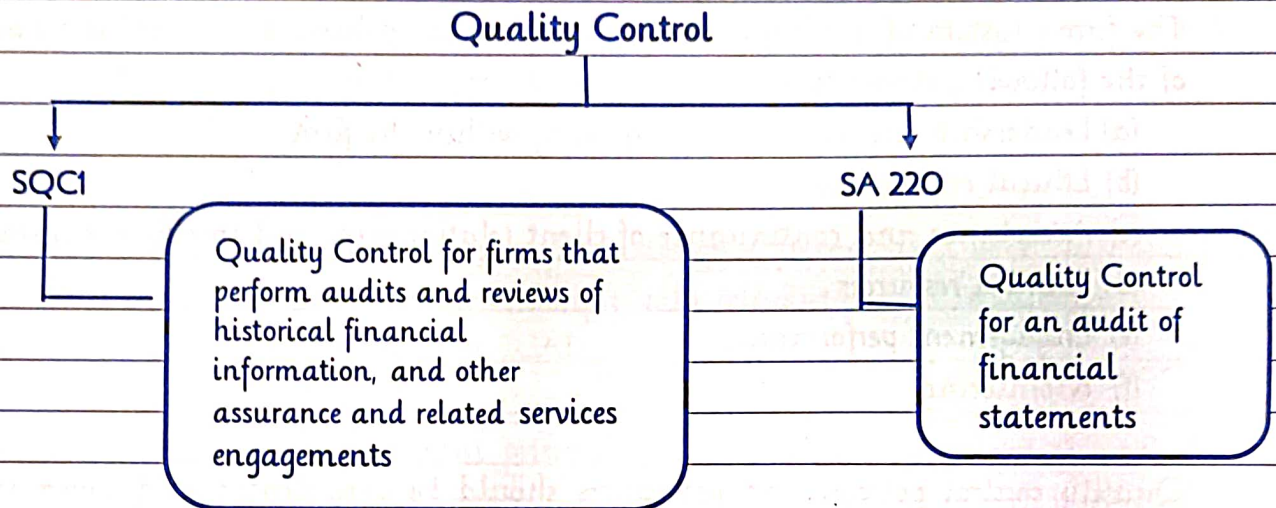 Quality Control
SQC1
SA 220
Quality Control for firms that
perform audits and reviews of
historical financial
information, and other
assurance and related services
engagements
Quality Control
for an audit of
financial
statements